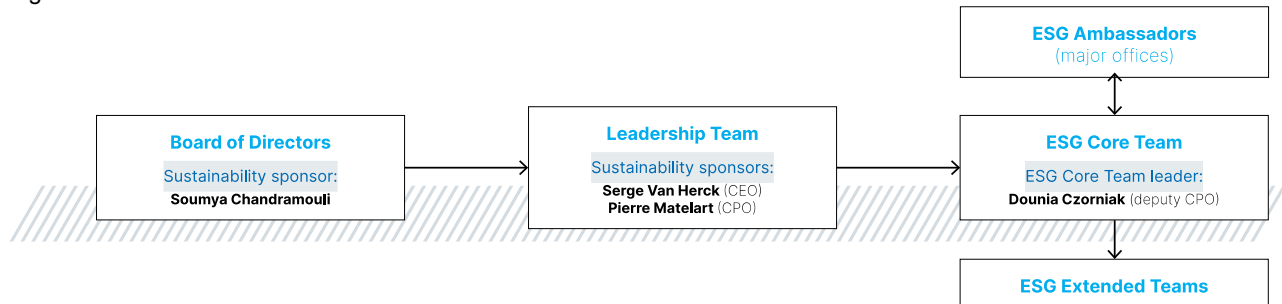 ESG Ambassadors
(major offices)
Board of Directors
Sustainability sponsor:
Soumya Chandramouli
Leadership Team
Sustainability sponsors:
Serge Van Herck (CEO)
Pierre Matelart (CPO)
ESG Core Team
ESG Core Team leader:
Dounia Czorniak (deputy CPO)
ESG Extended Teams